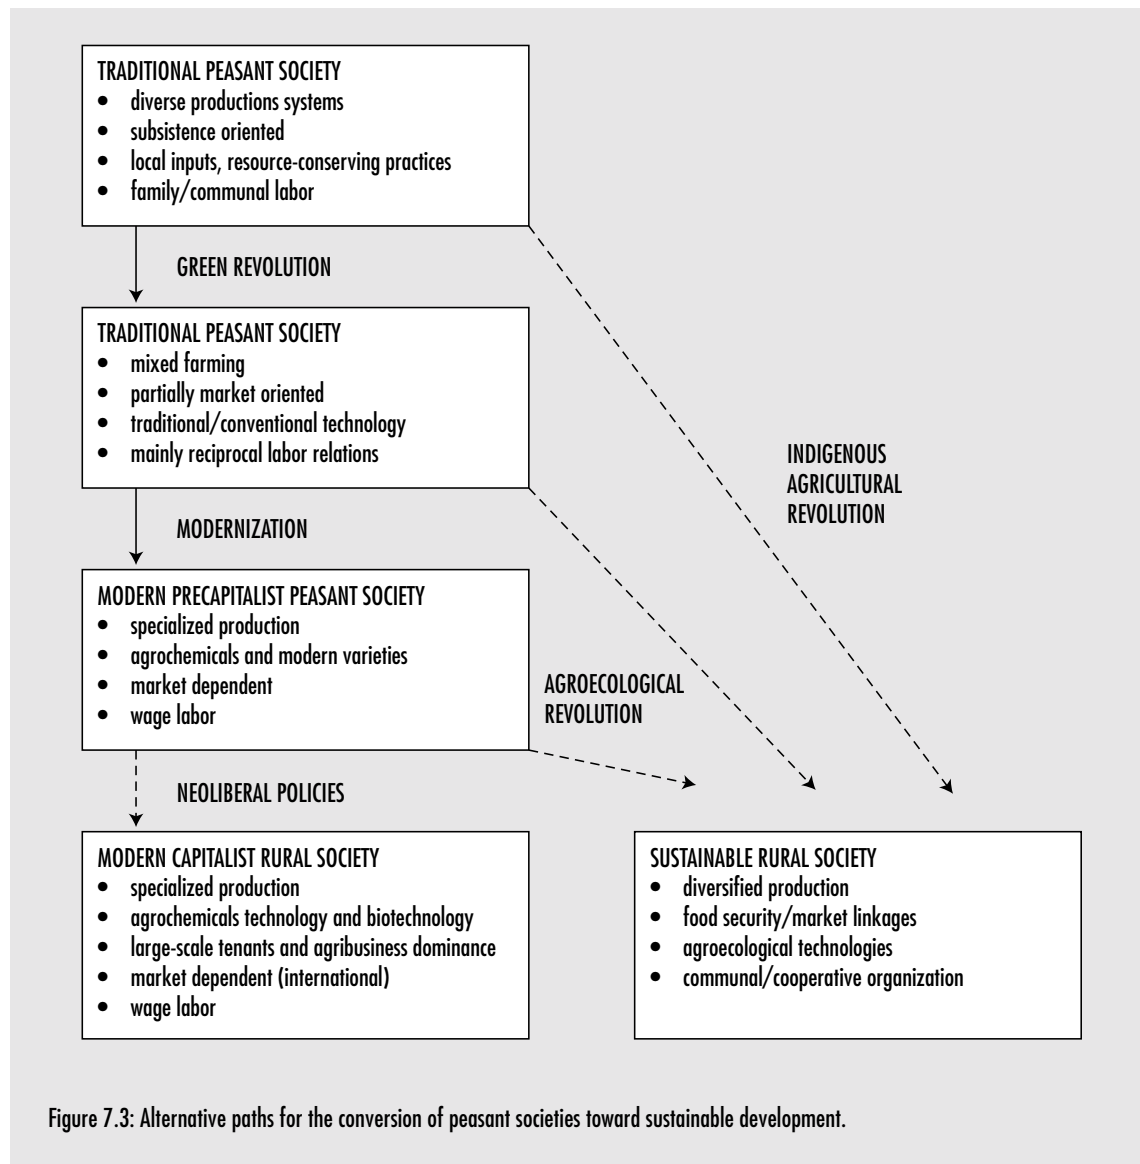 TRADITIONAL PEASANT SOCIETY
• diverse productions systems
• subsistence oriented
• local inputs, resource-conserving practices
• family/communal labor
GREEN REVOLUTION
TRADITIONAL PEASANT SOCIETY
• mixed farming
• partially market oriented
• traditional/conventional technology
• mainly reciprocal labor relations
INDIGENOUS
AGRICULTURAL
REVOLUTION
MODERNIZATION
MODERN PRECAPITALIST PEASANT SOCIETY
• specialized production
• agrochemicals and modern varieties
• market dependent
• wage labor
AGROECOLOGICAL
REVOLUTION
NEOLIBERAL POLICIES
MODERN CAPITALIST RURAL SOCIETY
• specialized production
• agrochemicals technology and biotechnology
• large-scale tenants and agribusiness dominance
• market dependent (international)
• wage labor
SUSTAINABLE RURAL SOCIETY
• diversified production
• food security/market linkages
• agroecological technologies
• communal/cooperative organization
Figure 7.3: Alternative paths for the conversion of peasant societies toward sustainable development.